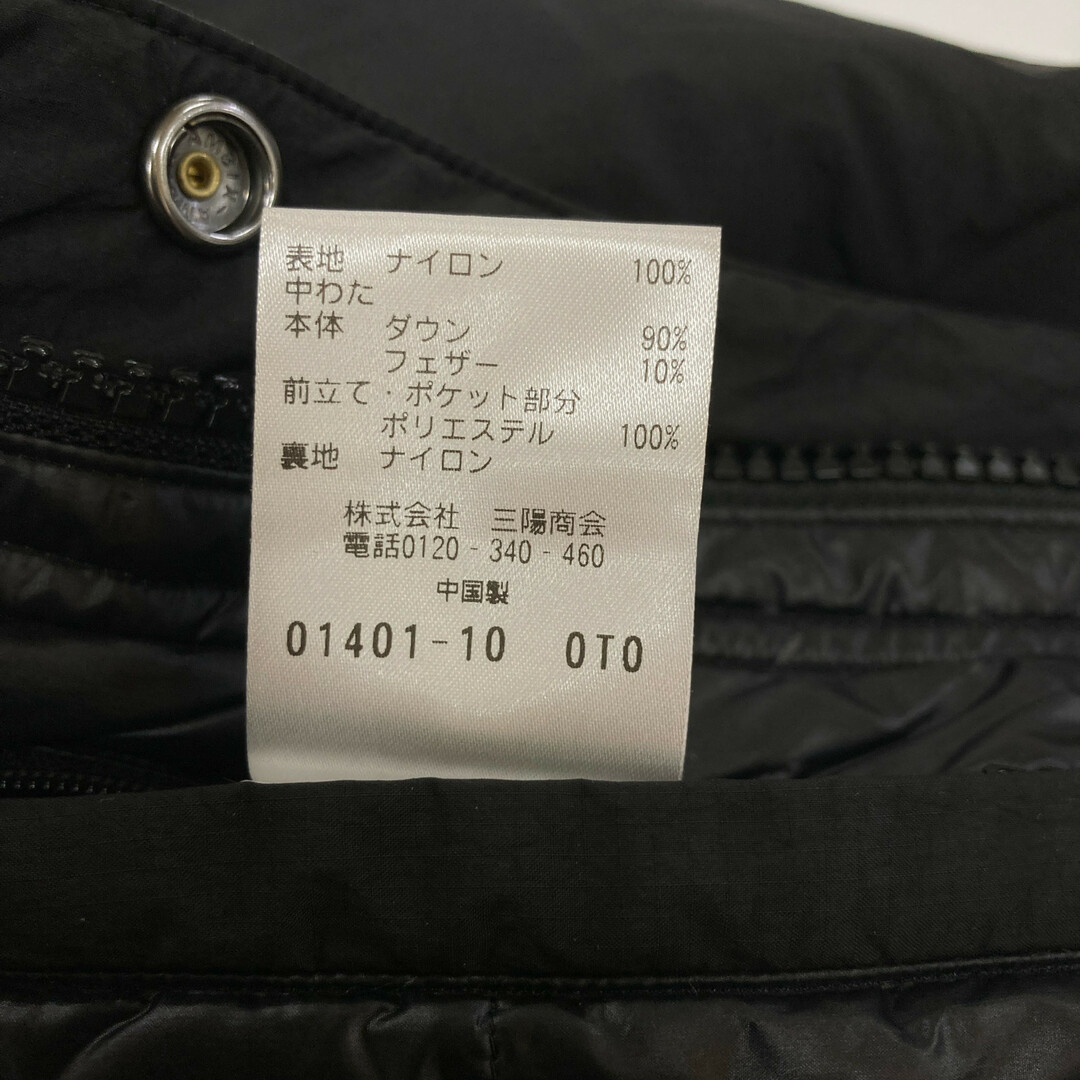 表地　ナイロン　100%
中わた
本体　ダウン　90%
フェザー　10%
前立て・ポケット部分
ポリエステル　100%
裏地　ナイロン
株式会社　三陽商会
電話0120 - 340 - 460
中国製
01401-10　OTO